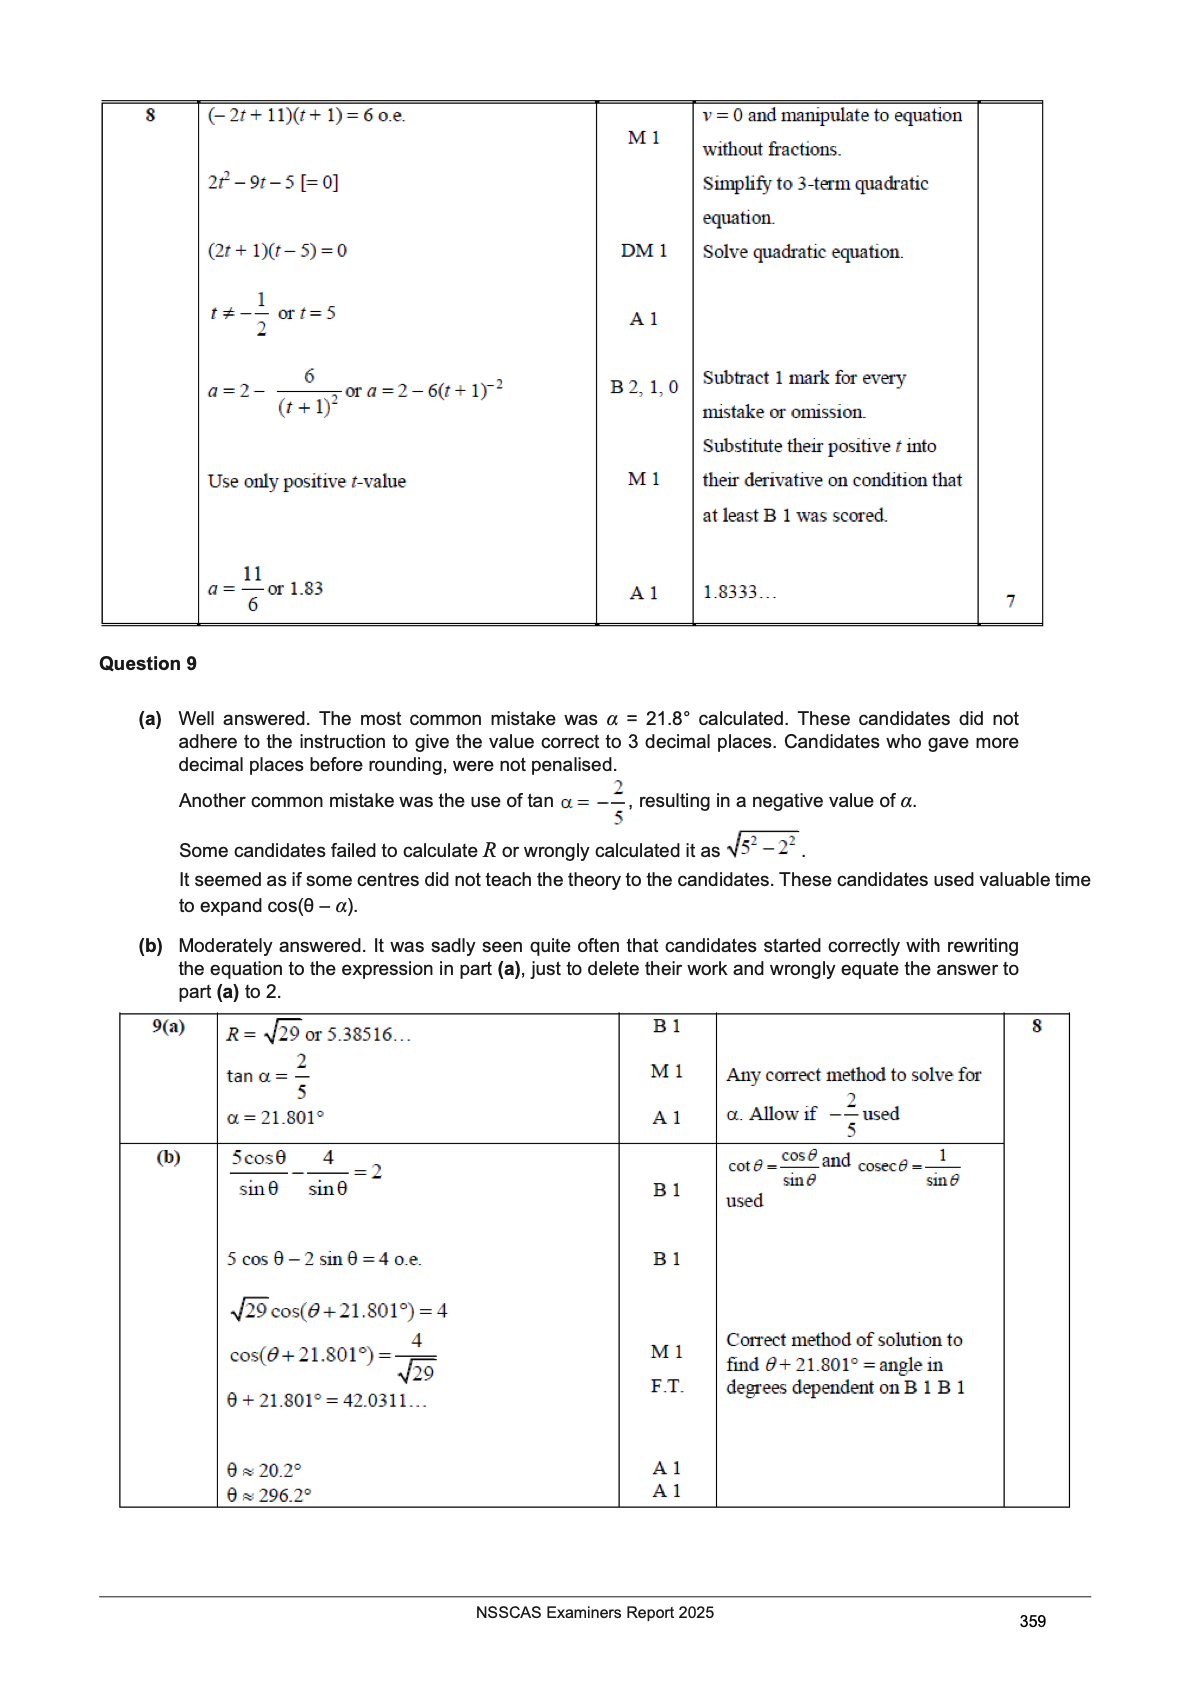 8 (– 2t + 11)(t + 1) = 6 o.e. M 1 v = 0 and manipulate to equation
without fractions.
2t² – 9t – 5 [= 0] Simplify to 3-term quadratic
equation.
(2t + 1)(t – 5) = 0 DM 1 Solve quadratic equation.
t ≠ –1/2 or t = 5 A 1
a = 2 – 6/(t + 1)² or a = 2 – 6(t + 1)⁻² B 2, 1, 0 Subtract 1 mark for every
mistake or omission.
Substitute their positive t into
Use only positive t-value M 1 their derivative on condition that
at least B 1 was scored.
a = 11/6 or 1.83 A 1 1.8333… 7
Question 9
(a) Well answered. The most common mistake was α = 21.8° calculated. These candidates did not
adhere to the instruction to give the value correct to 3 decimal places. Candidates who gave more
decimal places before rounding, were not penalised.
Another common mistake was the use of tan α = –2/5, resulting in a negative value of α.
Some candidates failed to calculate R or wrongly calculated it as √(5² – 2²).
It seemed as if some centres did not teach the theory to the candidates. These candidates used valuable time
to expand cos(θ – α).
(b) Moderately answered. It was sadly seen quite often that candidates started correctly with rewriting
the equation to the expression in part (a), just to delete their work and wrongly equate the answer to
part (a) to 2.
9(a) R = √29 or 5.38516… B 1 8
tan α = 2/5 M 1 Any correct method to solve for
α = 21.801° A 1 α. Allow if –2/5 used
(b) 5cosθ/sinθ – 4/sinθ = 2 B 1 cot θ = cos θ/sin θ and cosec θ = 1/sin θ
used
5 cos θ – 2 sin θ = 4 o.e. B 1
√29 cos(θ + 21.801°) = 4
cos(θ + 21.801°) = 4/√29 M 1 Correct method of solution to
find θ + 21.801° = angle in
θ + 21.801° = 42.0311… F.T. degrees dependent on B 1 B 1
θ ≈ 20.2° A 1
θ ≈ 296.2° A 1
NSSCAS Examiners Report 2025
359